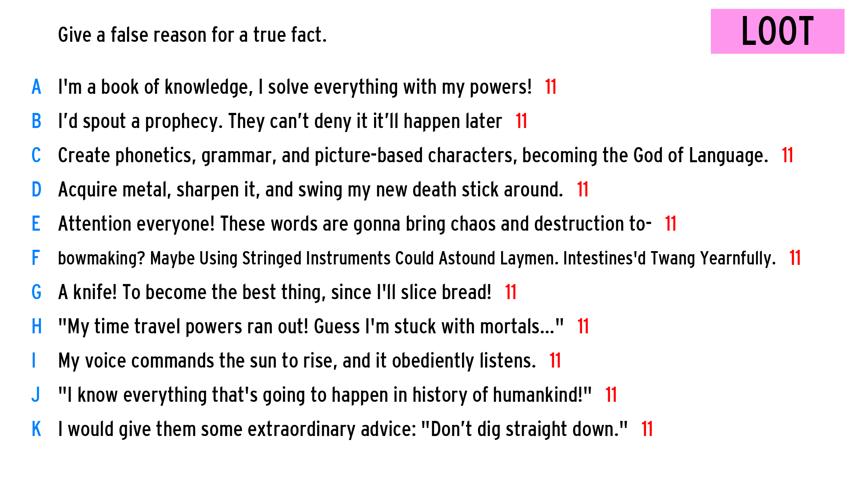 Give a false reason for a true fact.
LOOT
A I'm a book of knowledge, I solve everything with my powers! 11
B I’d spout a prophecy. They can’t deny it it’ll happen later 11
C Create phonetics, grammar, and picture-based characters, becoming the God of Language. 11
D Acquire metal, sharpen it, and swing my new death stick around. 11
E Attention everyone! These words are gonna bring chaos and destruction to- 11
F bowmaking? Maybe Using Stringed Instruments Could Astound Laymen. Intestines'd Twang Yearnfully. 11
G A knife! To become the best thing, since I'll slice bread! 11
H "My time travel powers ran out! Guess I'm stuck with mortals..." 11
I My voice commands the sun to rise, and it obediently listens. 11
J "I know everything that's going to happen in history of humankind!" 11
K I would give them some extraordinary advice: "Don’t dig straight down." 11